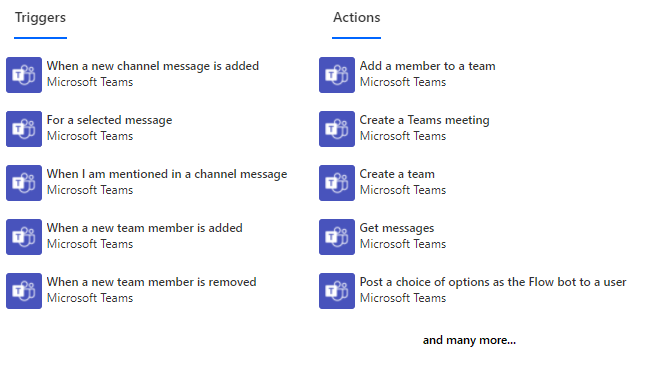 Triggers
When a new channel message is added
Microsoft Teams
For a selected message
Microsoft Teams
When I am mentioned in a channel message
Microsoft Teams
When a new team member is added
Microsoft Teams
When a new team member is removed
Microsoft Teams
Actions
Add a member to a team
Microsoft Teams
Create a Teams meeting
Microsoft Teams
Create a team
Microsoft Teams
Get messages
Microsoft Teams
Post a choice of options as the Flow bot to a user
Microsoft Teams
and many more...